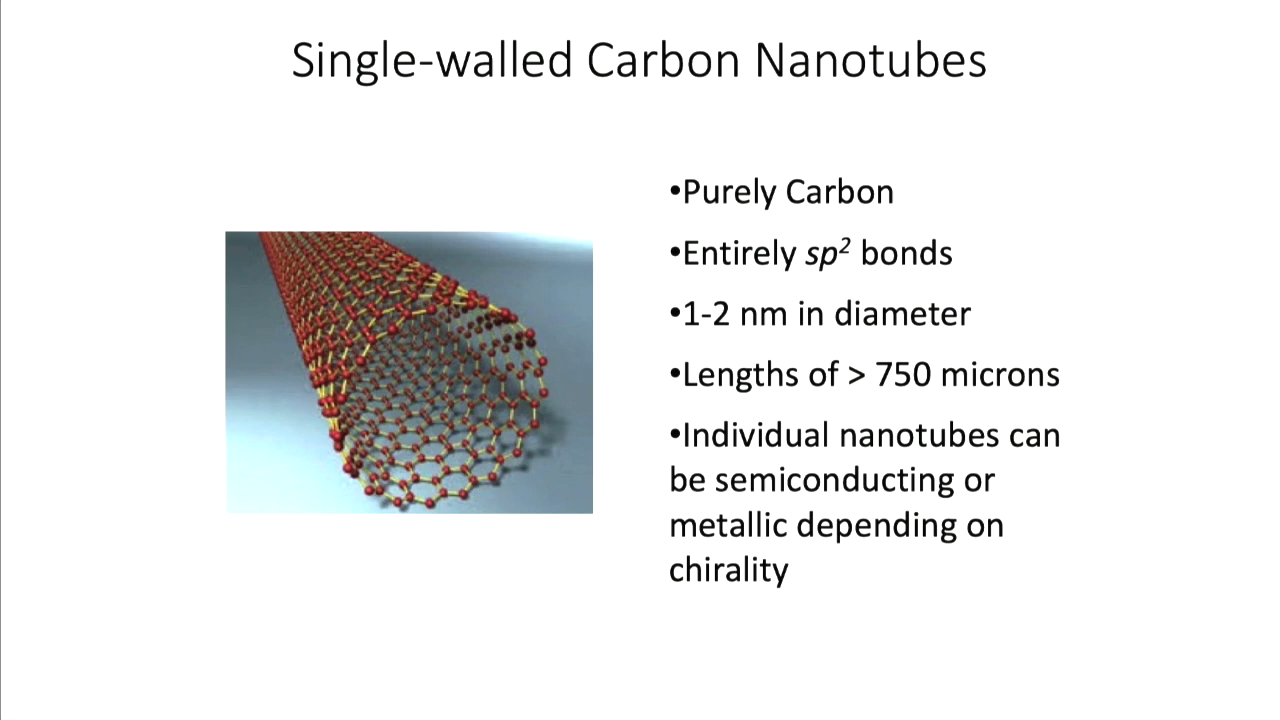 Single-walled Carbon Nanotubes
•Purely Carbon
•Entirely sp² bonds
•1-2 nm in diameter
•Lengths of > 750 microns
•Individual nanotubes can
be semiconducting or
metallic depending on
chirality